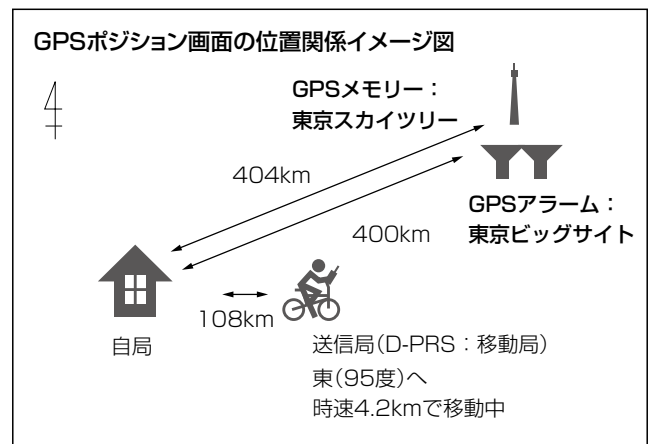 GPSポジション画面の位置関係イメージ図
GPSメモリー：
東京スカイツリー
404km
GPSアラーム：
東京ビッグサイト
400km
108km
自局
送信局(D-PRS：移動局)
東(95度)へ
時速4.2kmで移動中